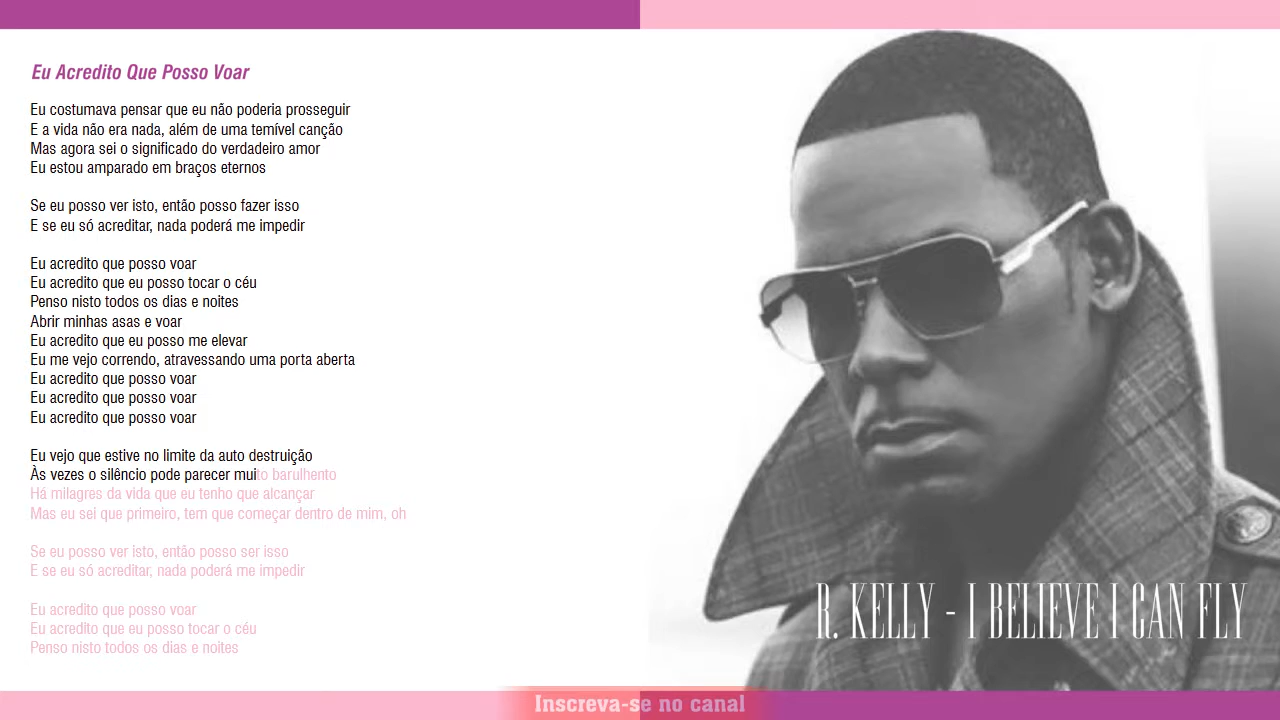 Eu Acredito Que Posso Voar
Eu costumava pensar que eu não poderia prosseguir
E a vida não era nada, além de uma temível canção
Mas agora sei o significado do verdadeiro amor
Eu estou amparado em braços eternos
Se eu posso ver isto, então posso fazer isso
E se eu só acreditar, nada poderá me impedir
Eu acredito que posso voar
Eu acredito que eu posso tocar o céu
Penso nisto todos os dias e noites
Abrir minhas asas e voar
Eu acredito que eu posso me elevar
Eu me vejo correndo, atravessando uma porta aberta
Eu acredito que posso voar
Eu acredito que posso voar
Eu acredito que posso voar
Eu vejo que estive no limite da auto destruição
Às vezes o silêncio pode parecer muito barulhento
Há milagres da vida que eu tenho que alcançar
Mas eu sei que primeiro, tem que começar dentro de mim, oh
Se eu posso ver isto, então posso ser isso
E se eu só acreditar, nada poderá me impedir
Eu acredito que posso voar
Eu acredito que eu posso tocar o céu
Penso nisto todos os dias e noites
R. KELLY - I BELIEVE I CAN FLY
Inscreva-se no canal